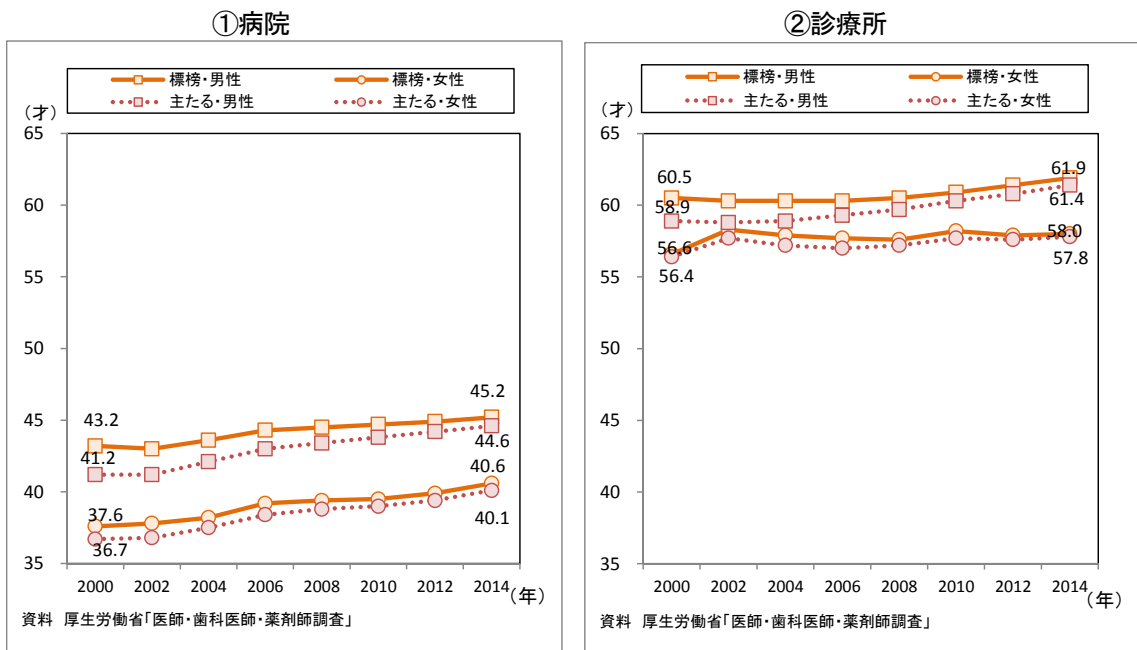 ①病院
標榜・男性 標榜・女性
主たる・男性 主たる・女性
(才)
65
60
55
50
45
40
35
43.2
41.2
37.6
36.7
45.2
44.6
40.6
40.1
2000 2002 2004 2006 2008 2010 2012 2014
(年)
資料 厚生労働省「医師・歯科医師・薬剤師調査」
②診療所
標榜・男性 標榜・女性
主たる・男性 主たる・女性
(才)
65
60
55
50
45
40
35
60.5
58.9
56.6
56.4
61.9
61.4
58.0
57.8
2000 2002 2004 2006 2008 2010 2012 2014
(年)
資料 厚生労働省「医師・歯科医師・薬剤師調査」